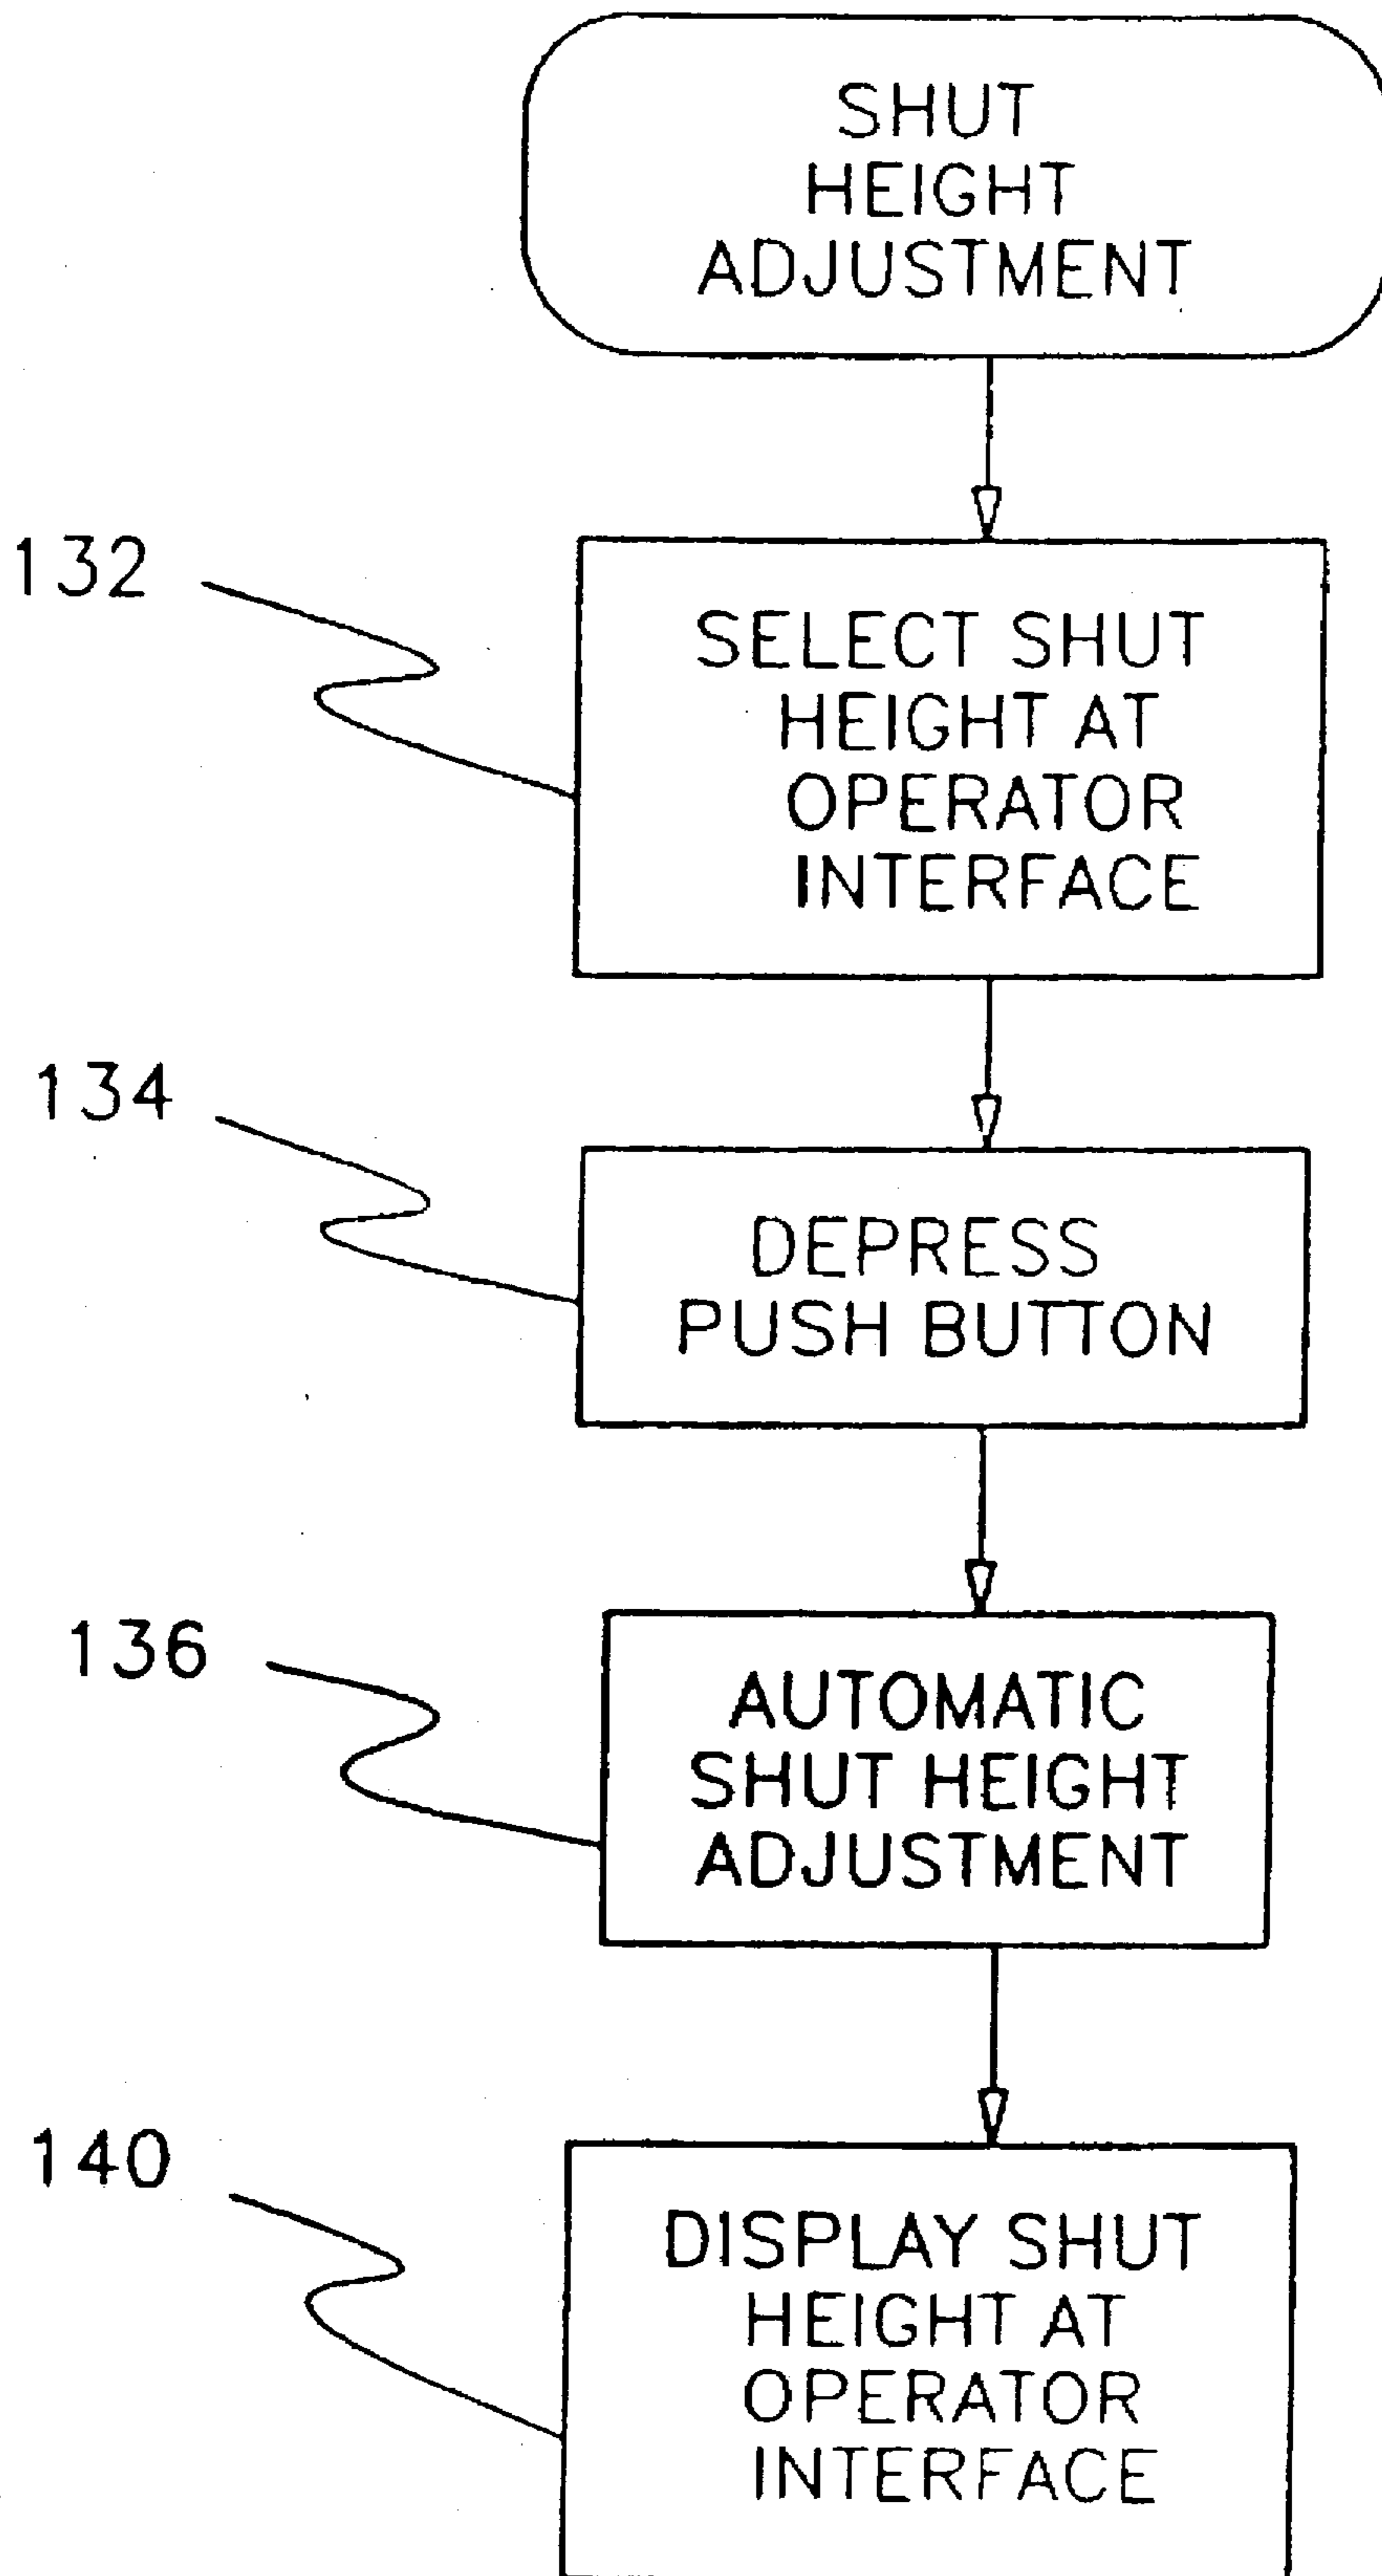 SHUT
HEIGHT
ADJUSTMENT
132
SELECT SHUT
HEIGHT AT
OPERATOR
INTERFACE
134
DEPRESS
PUSH BUTTON
136
AUTOMATIC
SHUT HEIGHT
ADJUSTMENT
140
DISPLAY SHUT
HEIGHT AT
OPERATOR
INTERFACE